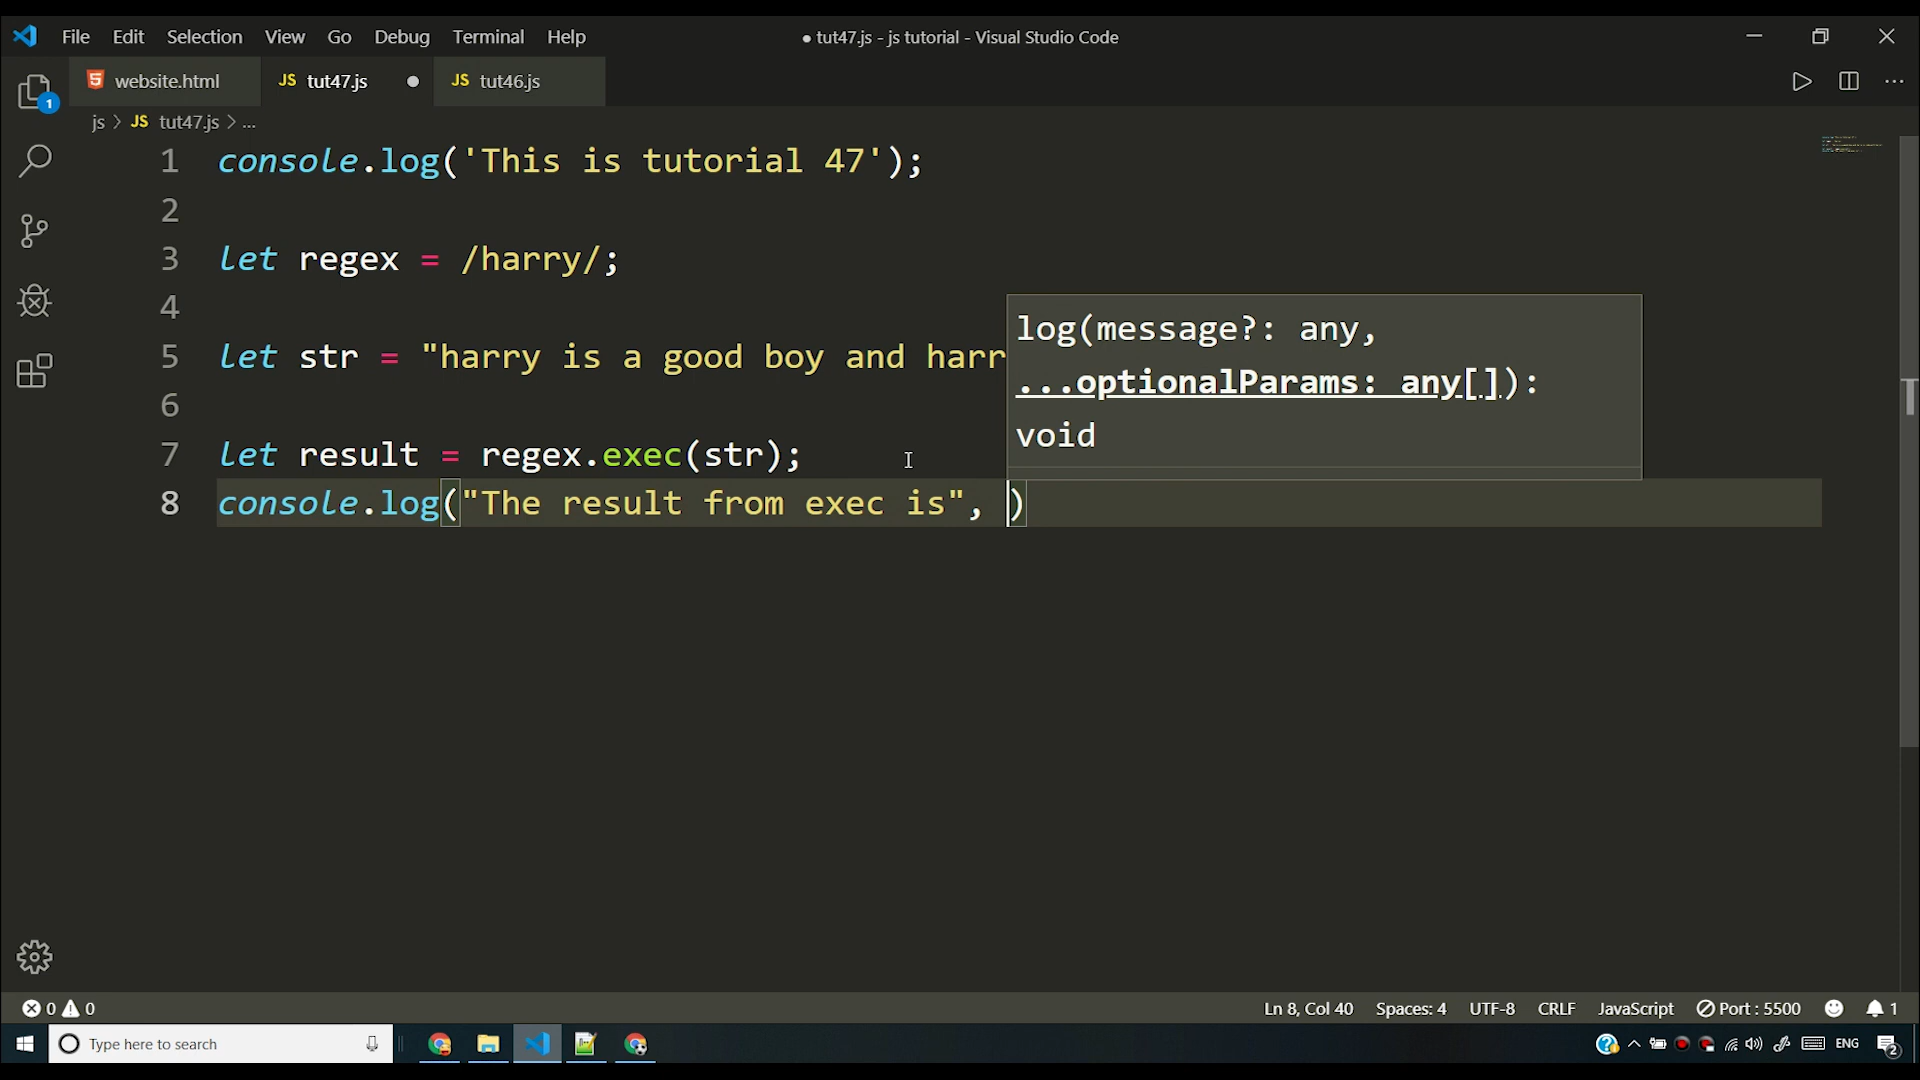 File Edit Selection View Go Debug Terminal Help
● tut47.js - js tutorial - Visual Studio Code
website.html JS tut47.js ● JS tut46.js
js > JS tut47.js > ...
1 console.log('This is tutorial 47');
2
3 let regex = /harry/;
4
5 let str = "harry is a good boy and harr
6
7 let result = regex.exec(str);
8 console.log("The result from exec is", )
log(message?: any,
...optionalParams: any[]):
void
0 0
Ln 8, Col 40 Spaces: 4 UTF-8 CRLF JavaScript Port : 5500 1
Type here to search
ENG
1
2